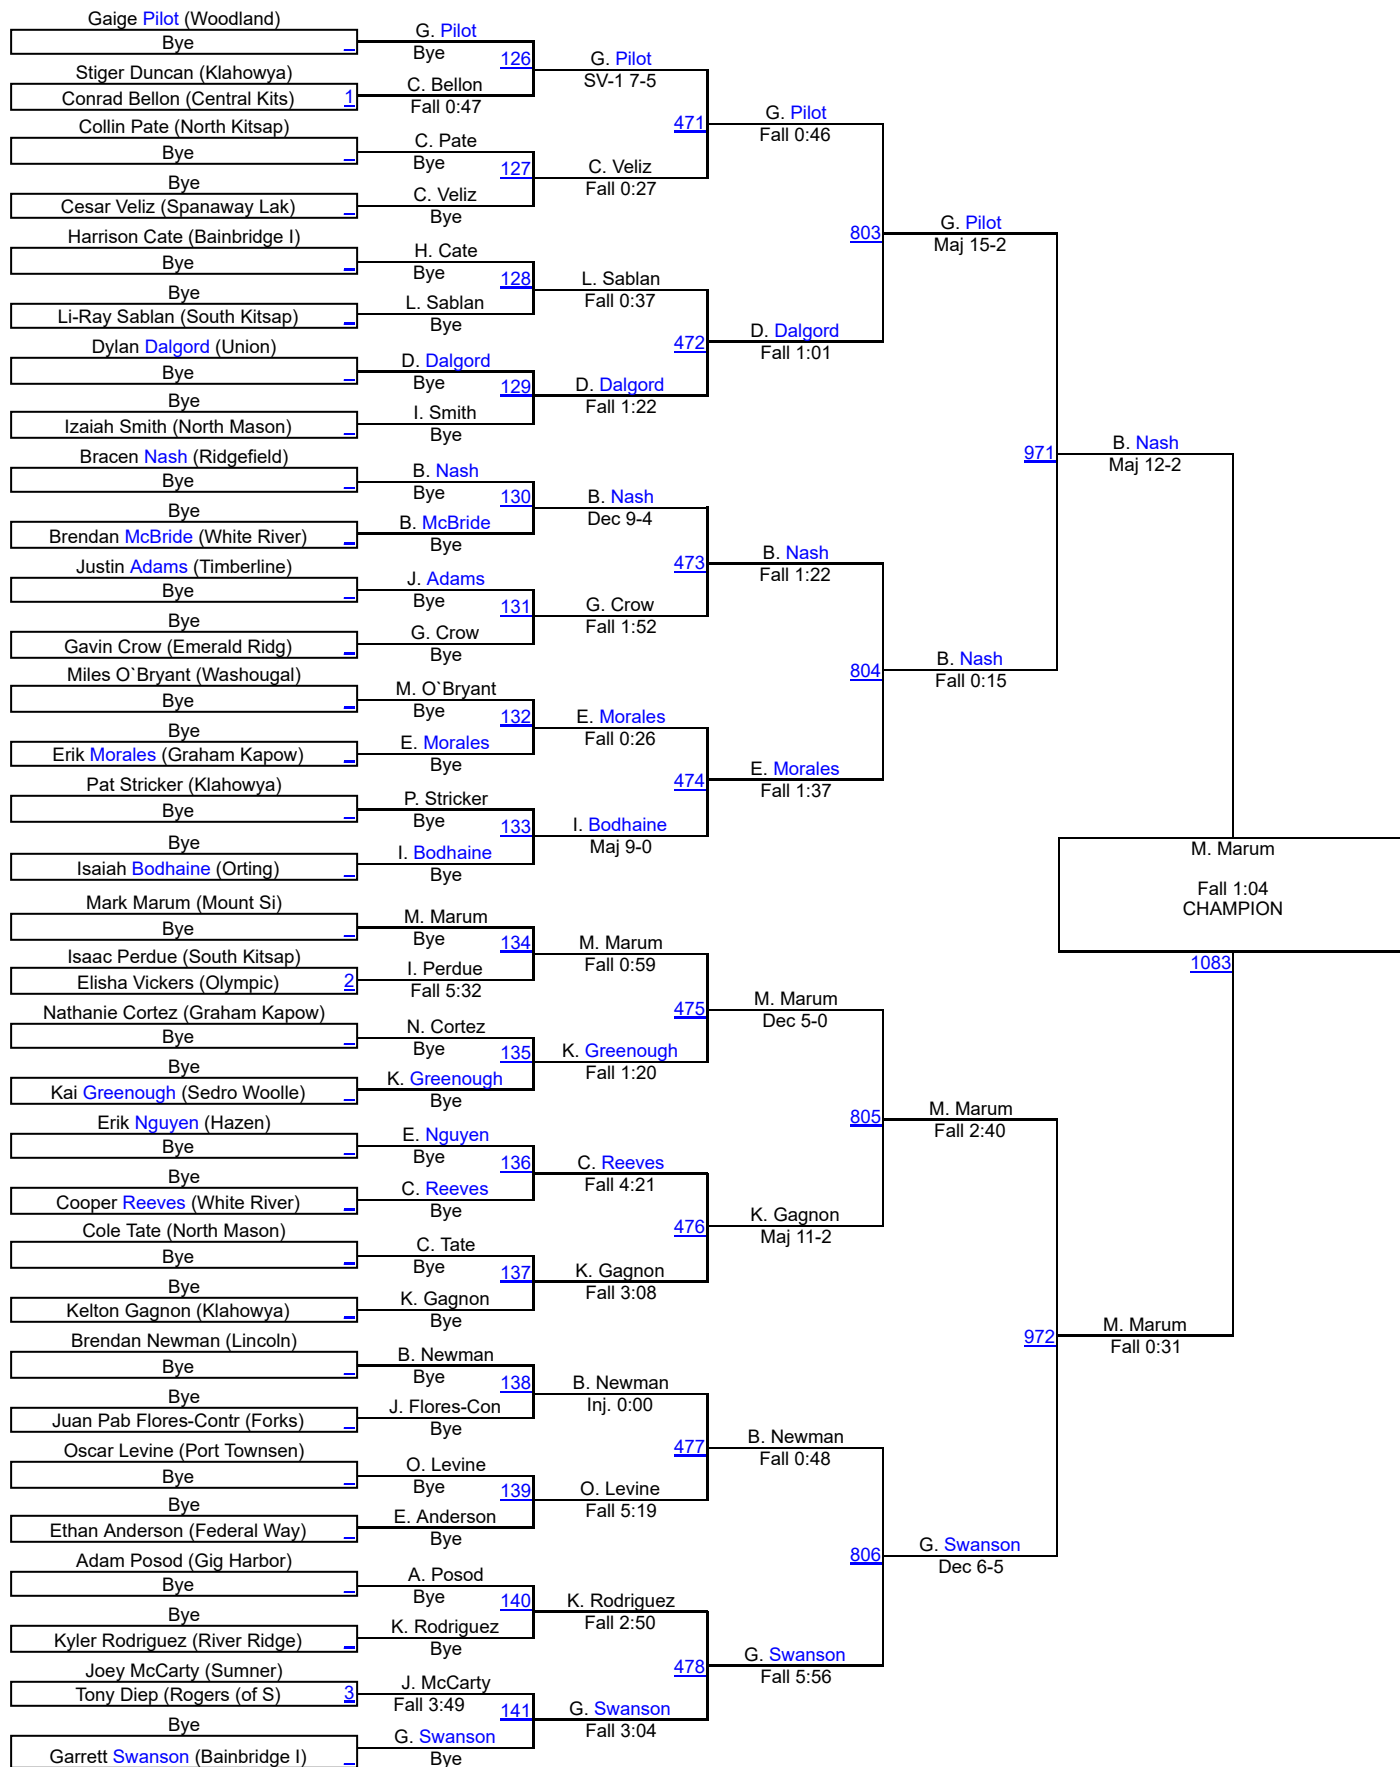 Gaige Pilot (Woodland)
Bye
Stiger Duncan (Klahowya)
Conrad Bellon (Central Kits) 1
Collin Pate (North Kitsap)
Bye
Bye
Cesar Veliz (Spanaway Lak)
Harrison Cate (Bainbridge I)
Bye
Bye
Li-Ray Sablan (South Kitsap)
Dylan Dalgord (Union)
Bye
Bye
Izaiah Smith (North Mason)
Bracen Nash (Ridgefield)
Bye
Bye
Brendan McBride (White River)
Justin Adams (Timberline)
Bye
Bye
Gavin Crow (Emerald Ridg)
Miles O`Bryant (Washougal)
Bye
Bye
Erik Morales (Graham Kapow)
Pat Stricker (Klahowya)
Bye
Bye
Isaiah Bodhaine (Orting)
Mark Marum (Mount Si)
Bye
Isaac Perdue (South Kitsap)
Elisha Vickers (Olympic) 2
Nathanie Cortez (Graham Kapow)
Bye
Bye
Kai Greenough (Sedro Woolle)
Erik Nguyen (Hazen)
Bye
Bye
Cooper Reeves (White River)
Cole Tate (North Mason)
Bye
Bye
Kelton Gagnon (Klahowya)
Brendan Newman (Lincoln)
Bye
Bye
Juan Pab Flores-Contr (Forks)
Oscar Levine (Port Townsen)
Bye
Bye
Ethan Anderson (Federal Way)
Adam Posod (Gig Harbor)
Bye
Bye
Kyler Rodriguez (River Ridge)
Joey McCarty (Sumner)
Tony Diep (Rogers (of S) 3
Bye
Garrett Swanson (Bainbridge I)
G. Pilot
Bye
126
C. Bellon
Fall 0:47
C. Pate
Bye
127
C. Veliz
Bye
H. Cate
Bye
128
L. Sablan
Bye
D. Dalgord
Bye
129
I. Smith
Bye
B. Nash
Bye
130
B. McBride
Bye
J. Adams
Bye
131
G. Crow
Bye
M. O`Bryant
Bye
132
E. Morales
Bye
P. Stricker
Bye
133
I. Bodhaine
Bye
M. Marum
Bye
134
I. Perdue
Fall 5:32
N. Cortez
Bye
135
K. Greenough
Bye
E. Nguyen
Bye
136
C. Reeves
Bye
C. Tate
Bye
137
K. Gagnon
Bye
B. Newman
Bye
138
J. Flores-Con
Bye
O. Levine
Bye
139
E. Anderson
Bye
A. Posod
Bye
140
K. Rodriguez
Bye
J. McCarty
Fall 3:49
141
G. Swanson
Bye
G. Pilot
SV-1 7-5
471
C. Veliz
Fall 0:27
L. Sablan
Fall 0:37
472
D. Dalgord
Fall 1:22
B. Nash
Dec 9-4
473
G. Crow
Fall 1:52
E. Morales
Fall 0:26
474
I. Bodhaine
Maj 9-0
M. Marum
Fall 0:59
475
K. Greenough
Fall 1:20
C. Reeves
Fall 4:21
476
K. Gagnon
Fall 3:08
B. Newman
Inj. 0:00
477
O. Levine
Fall 5:19
K. Rodriguez
Fall 2:50
478
G. Swanson
Fall 3:04
G. Pilot
Fall 0:46
803
D. Dalgord
Fall 1:01
B. Nash
Fall 1:22
804
E. Morales
Fall 1:37
M. Marum
Dec 5-0
805
K. Gagnon
Maj 11-2
B. Newman
Fall 0:48
806
G. Swanson
Fall 5:56
G. Pilot
Maj 15-2
971
B. Nash
Fall 0:15
M. Marum
Fall 2:40
972
G. Swanson
Dec 6-5
B. Nash
Maj 12-2
M. Marum
Fall 1:04
CHAMPION
1083
M. Marum
Fall 0:31